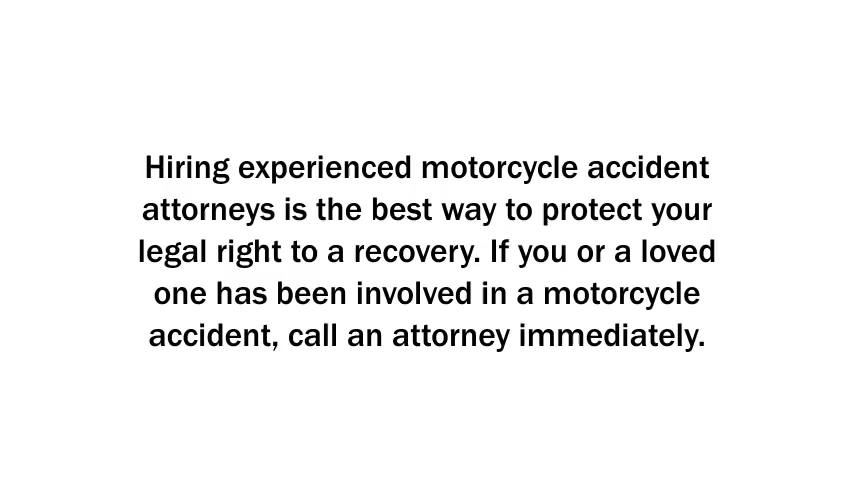 Hiring experienced motorcycle accident
attorneys is the best way to protect your
legal right to a recovery. If you or a loved
one has been involved in a motorcycle
accident, call an attorney immediately.